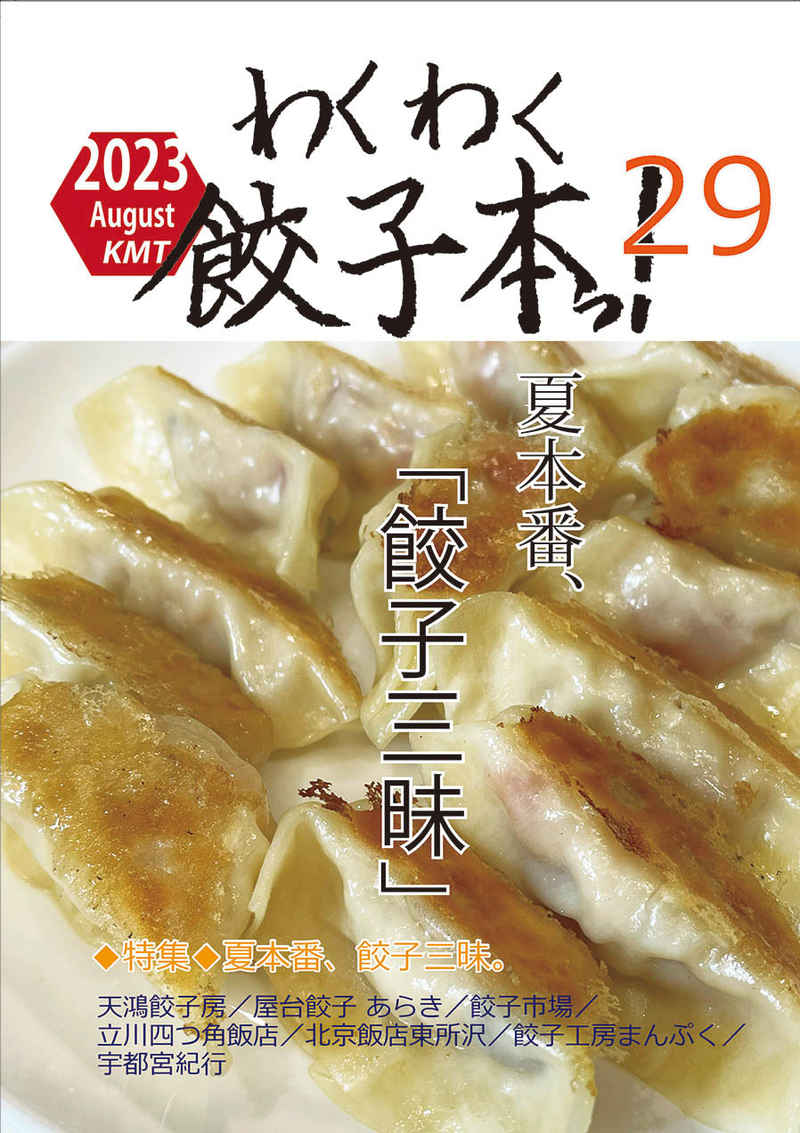 わくわく
餃子本っ!
29
2023
August
KMT
夏本番、
「餃子三昧」
◆特集◆夏本番、餃子三昧。
天鴻餃子房／屋台餃子 あらき／餃子市場／
立川四つ角飯店／北京飯店東所沢／餃子工房まんぷく／
宇都宮紀行